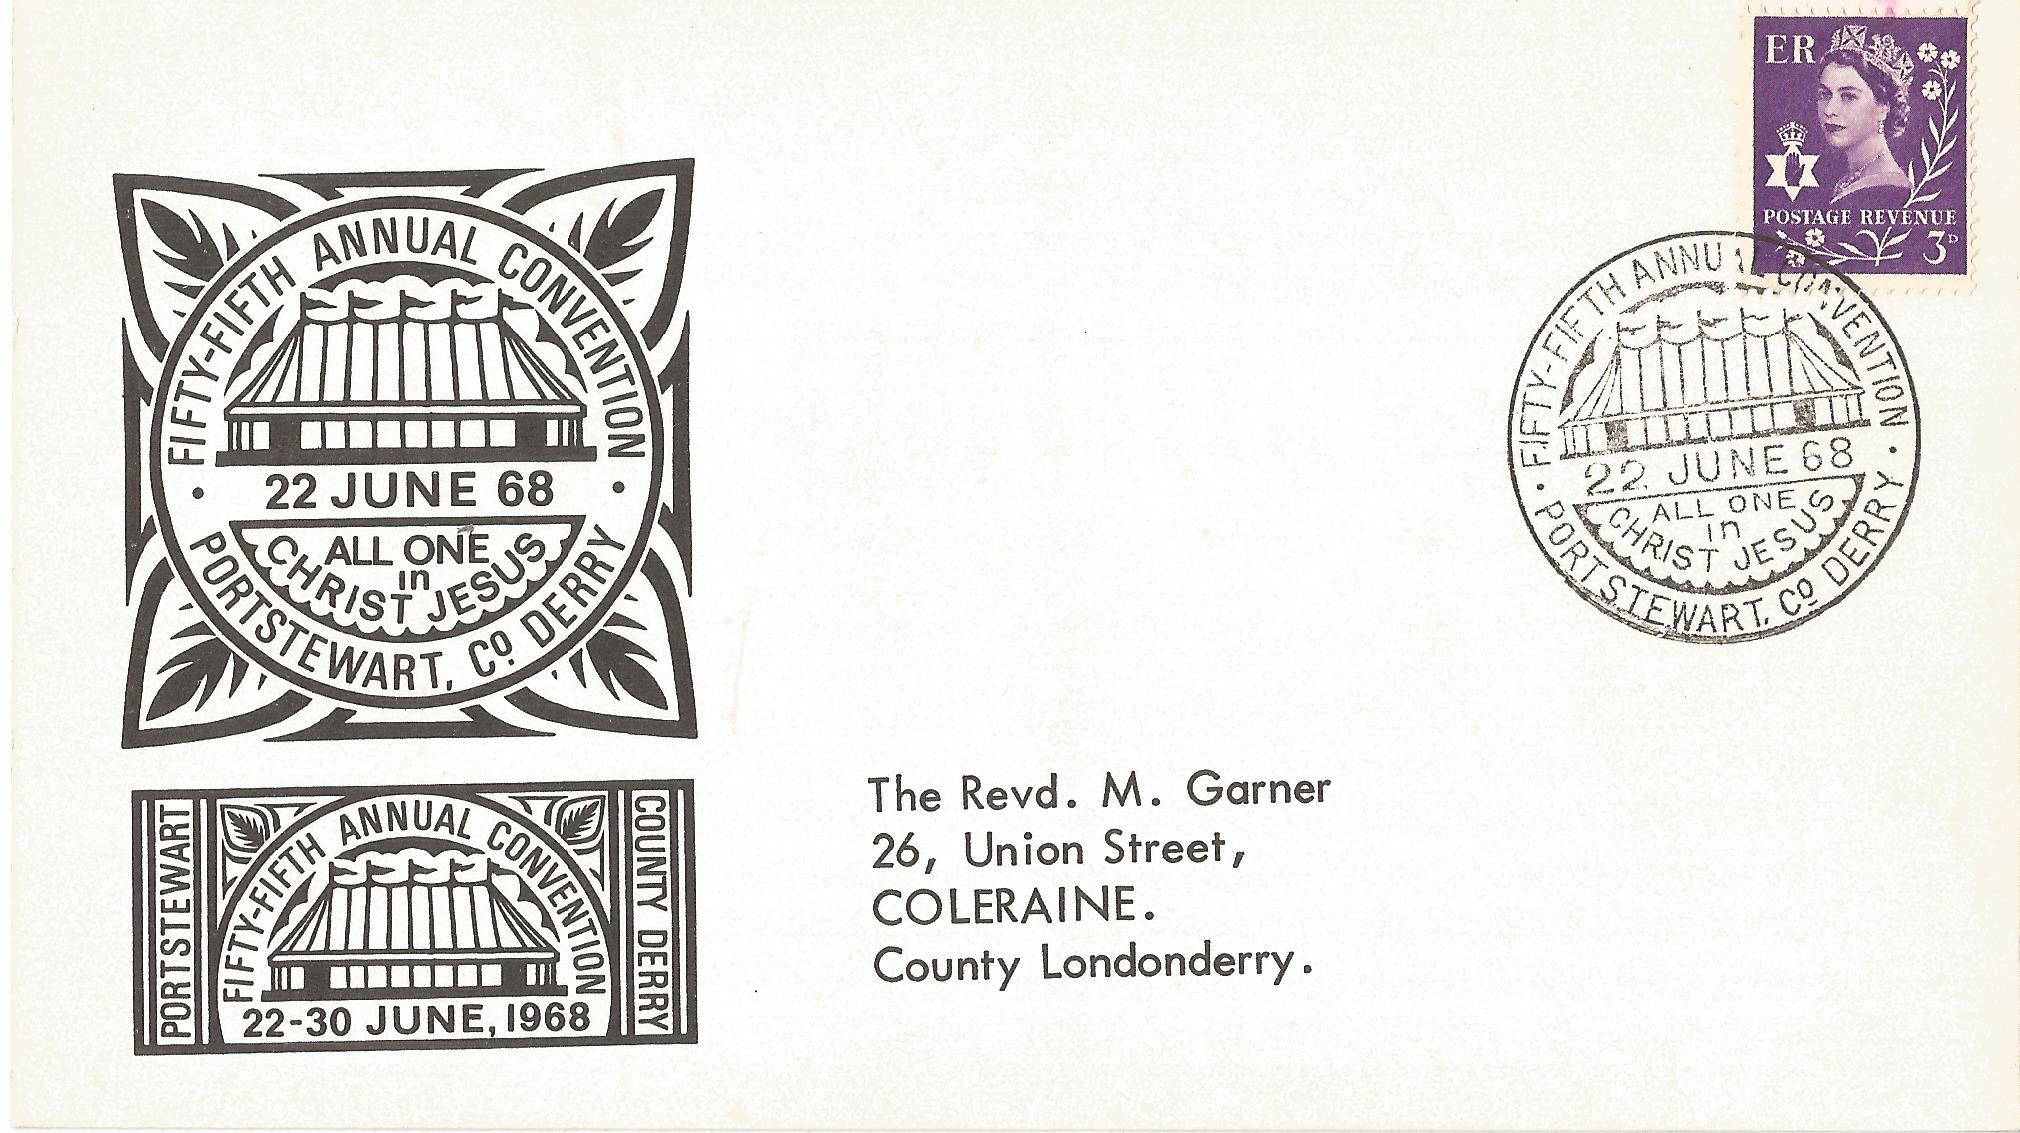 ER
POSTAGE REVENUE
3D
FIFTY-FIFTH ANNUAL CONVENTION
22 JUNE 68
ALL ONE
in
CHRIST JESUS
PORTSTEWART, Co DERRY
FIFTY-FIFTH ANNUAL CONVENTION
22 JUNE 68
ALL ONE
in
CHRIST JESUS
PORTSTEWART, Co DERRY
PORTSTEWART
FIFTY-FIFTH ANNUAL CONVENTION
22-30 JUNE, 1968
COUNTY DERRY
The Revd. M. Garner
26, Union Street,
COLERAINE.
County Londonderry.